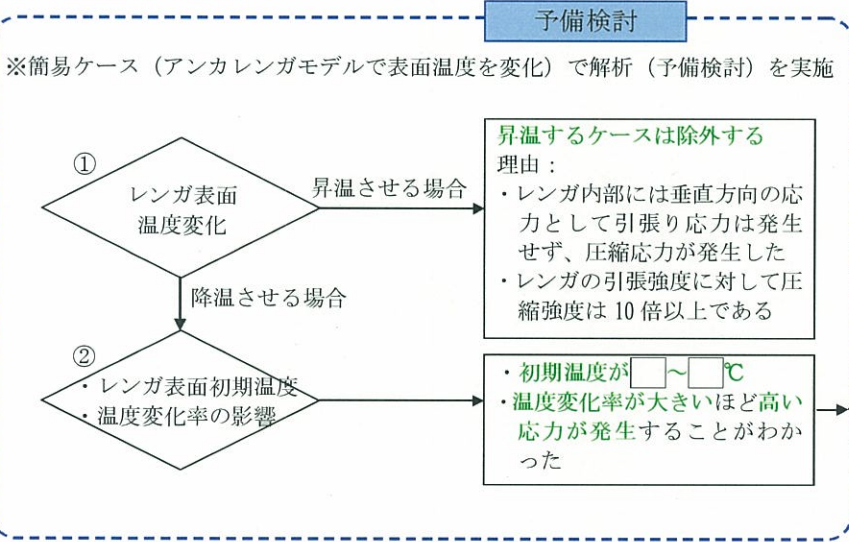 予備検討
※簡易ケース（アンカレンガモデルで表面温度を変化）で解析（予備検討）を実施
①
レンガ表面
温度変化
昇温させる場合
昇温するケースは除外する
理由：
・レンガ内部には垂直方向の応
力として引張り応力は発生
せず、圧縮応力が発生した
・レンガの引張強度に対して圧
縮強度は 10 倍以上である
降温させる場合
②
・レンガ表面初期温度
・温度変化率の影響
・初期温度が□～□℃
・温度変化率が大きいほど高い
応力が発生することがわか
った